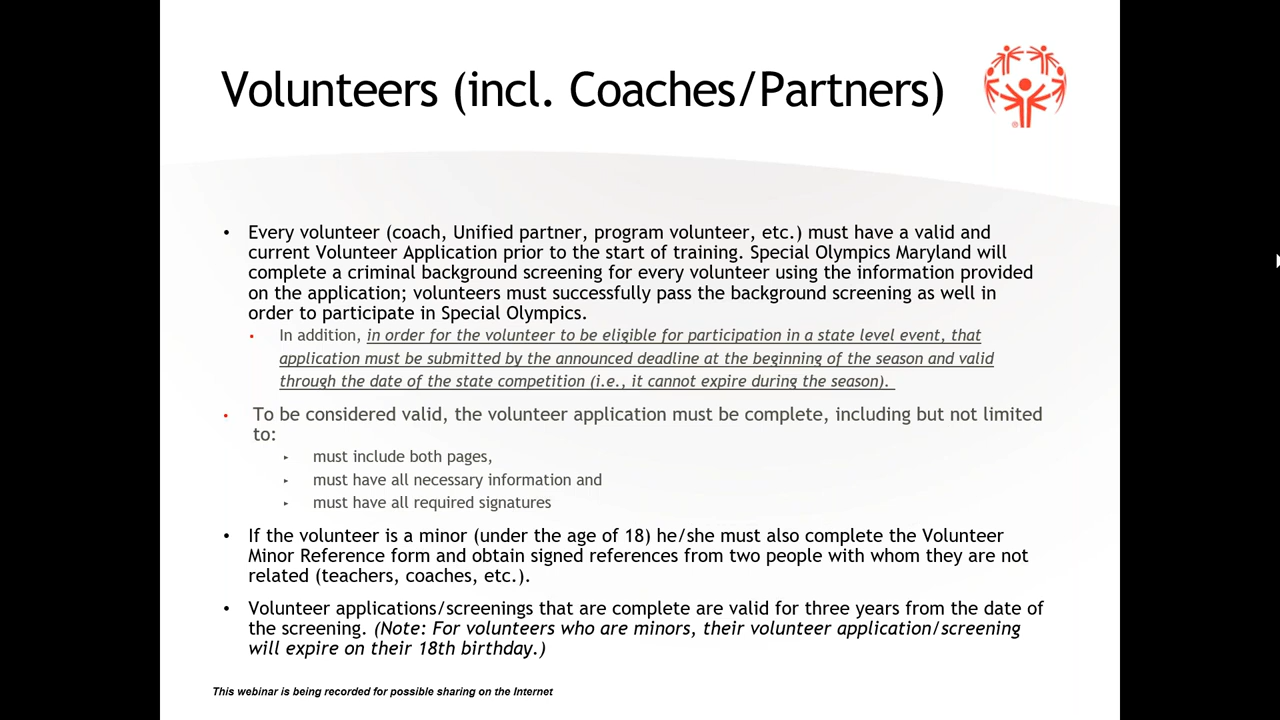 Volunteers (incl. Coaches/Partners)
®
• Every volunteer (coach, Unified partner, program volunteer, etc.) must have a valid and
current Volunteer Application prior to the start of training. Special Olympics Maryland will
complete a criminal background screening for every volunteer using the information provided
on the application; volunteers must successfully pass the background screening as well in
order to participate in Special Olympics.
• In addition, in order for the volunteer to be eligible for participation in a state level event, that
application must be submitted by the announced deadline at the beginning of the season and valid
through the date of the state competition (i.e., it cannot expire during the season).
• To be considered valid, the volunteer application must be complete, including but not limited
to:
‣ must include both pages,
‣ must have all necessary information and
‣ must have all required signatures
• If the volunteer is a minor (under the age of 18) he/she must also complete the Volunteer
Minor Reference form and obtain signed references from two people with whom they are not
related (teachers, coaches, etc.).
• Volunteer applications/screenings that are complete are valid for three years from the date of
the screening. (Note: For volunteers who are minors, their volunteer application/screening
will expire on their 18th birthday.)
This webinar is being recorded for possible sharing on the Internet